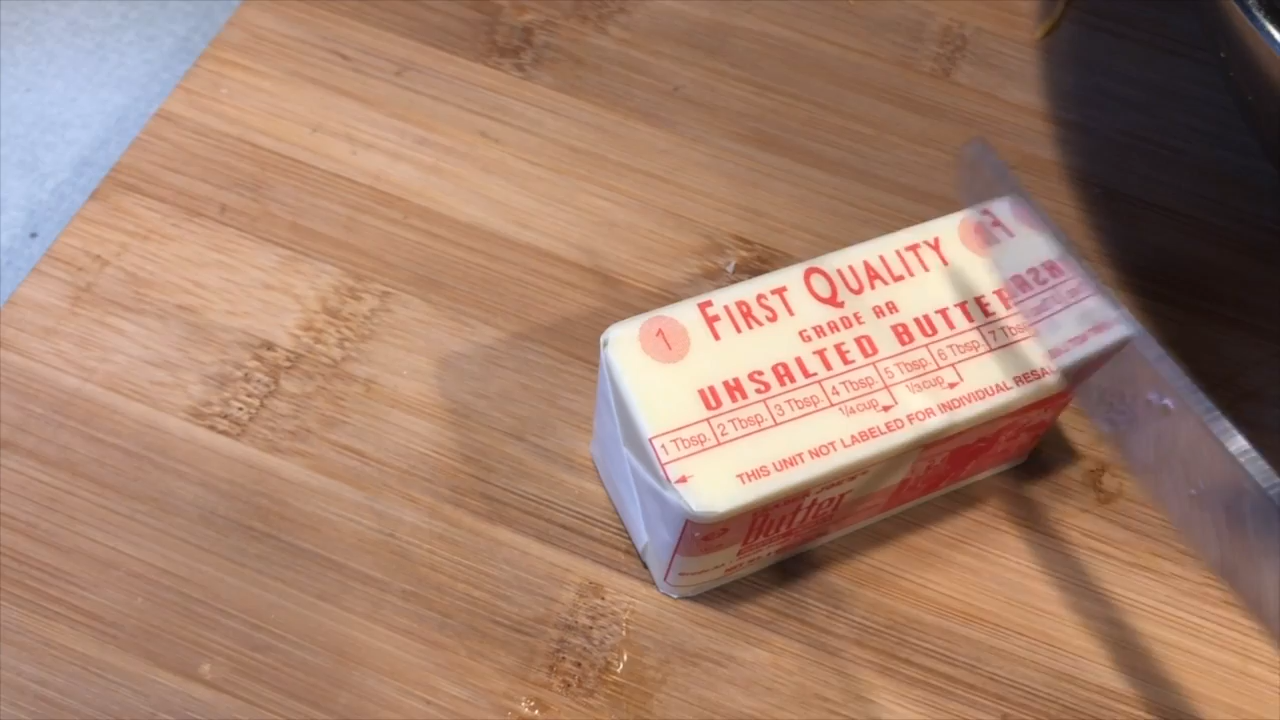 1
FIRST QUALITY
GRADE AA
UNSALTED BUTTER
1 Tbsp. 2 Tbsp. 3 Tbsp. 4 Tbsp. 5 Tbsp. 6 Tbsp. 7 Tbsp.
1/4 cup 1/3 cup
THIS UNIT NOT LABELED FOR INDIVIDUAL RESALE
Butter